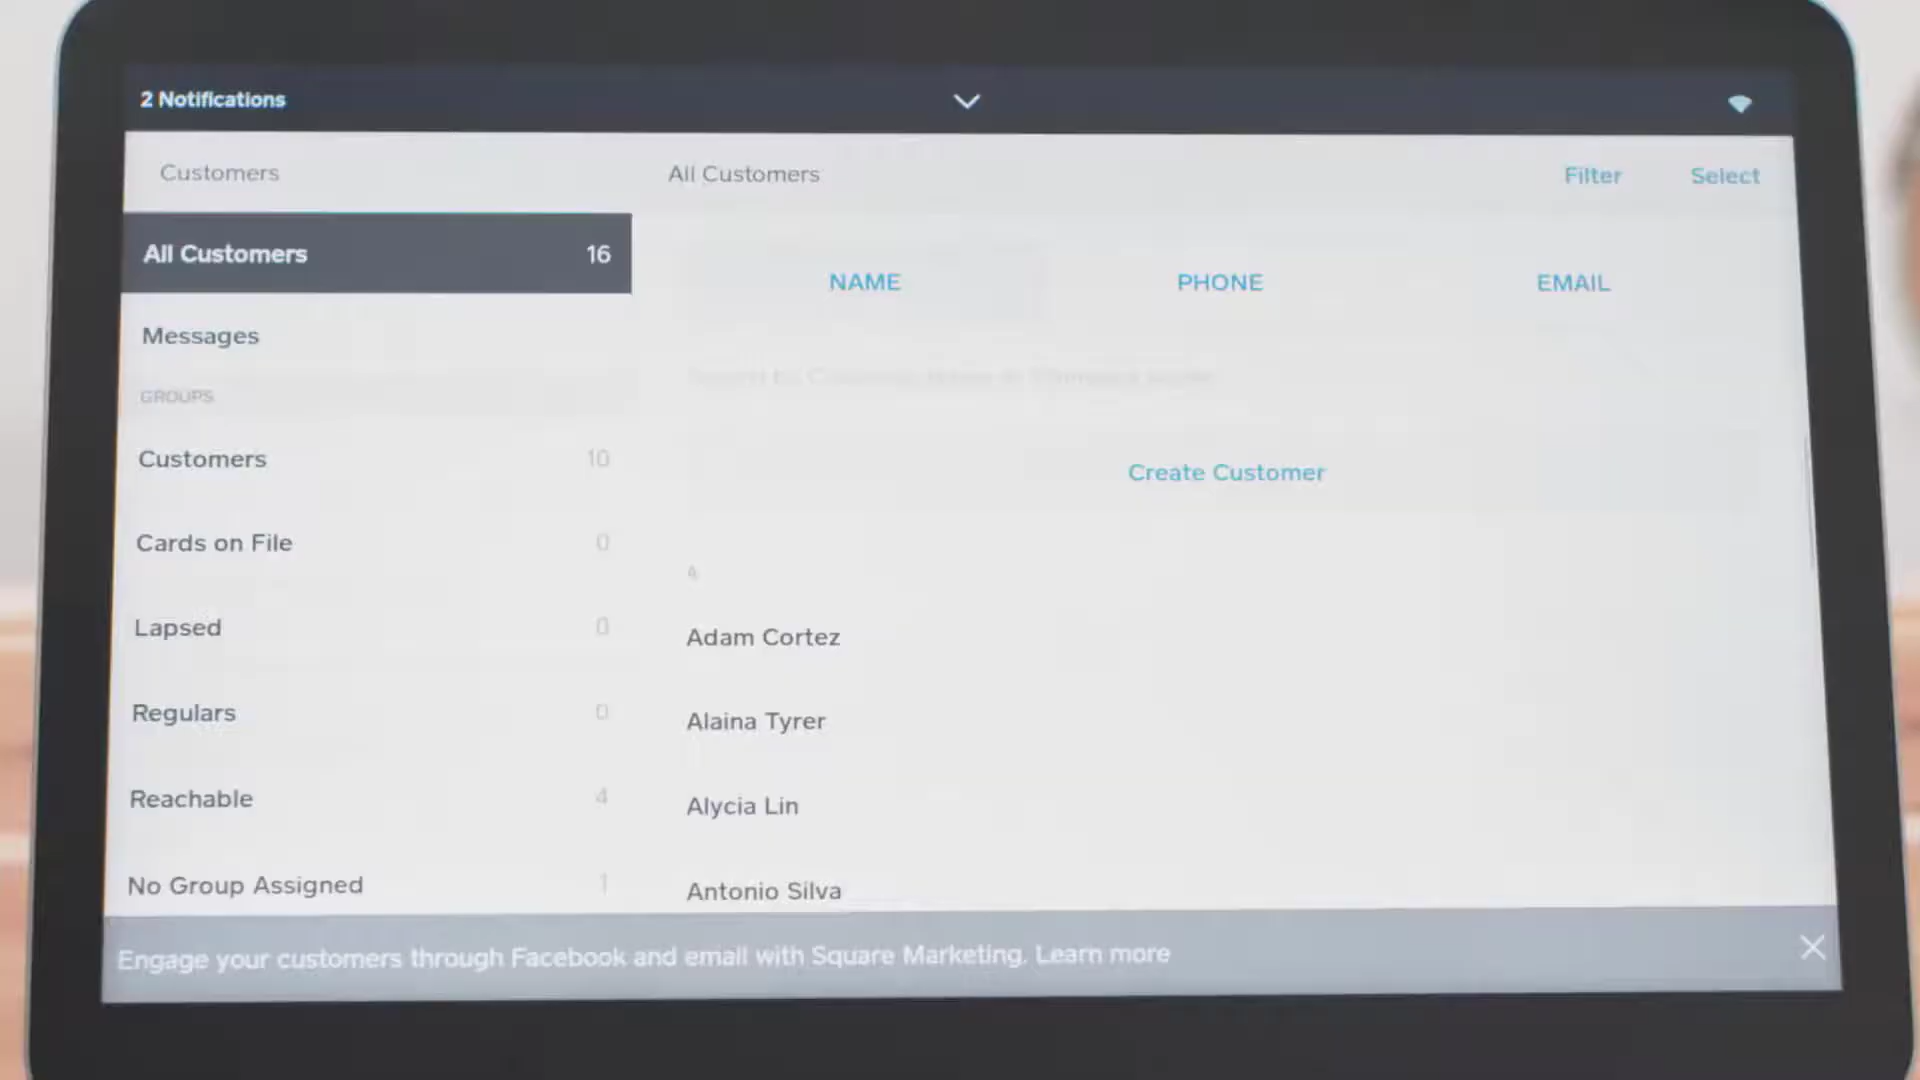 2 Notifications
Customers
All Customers 16
Messages
GROUPS
Customers 10
Cards on File 0
Lapsed 0
Regulars 0
Reachable 4
No Group Assigned 1
All Customers
Filter Select
NAME PHONE EMAIL
Create Customer
A
Adam Cortez
Alaina Tyrer
Alycia Lin
Antonio Silva
Engage your customers through Facebook and email with Square Marketing. Learn more